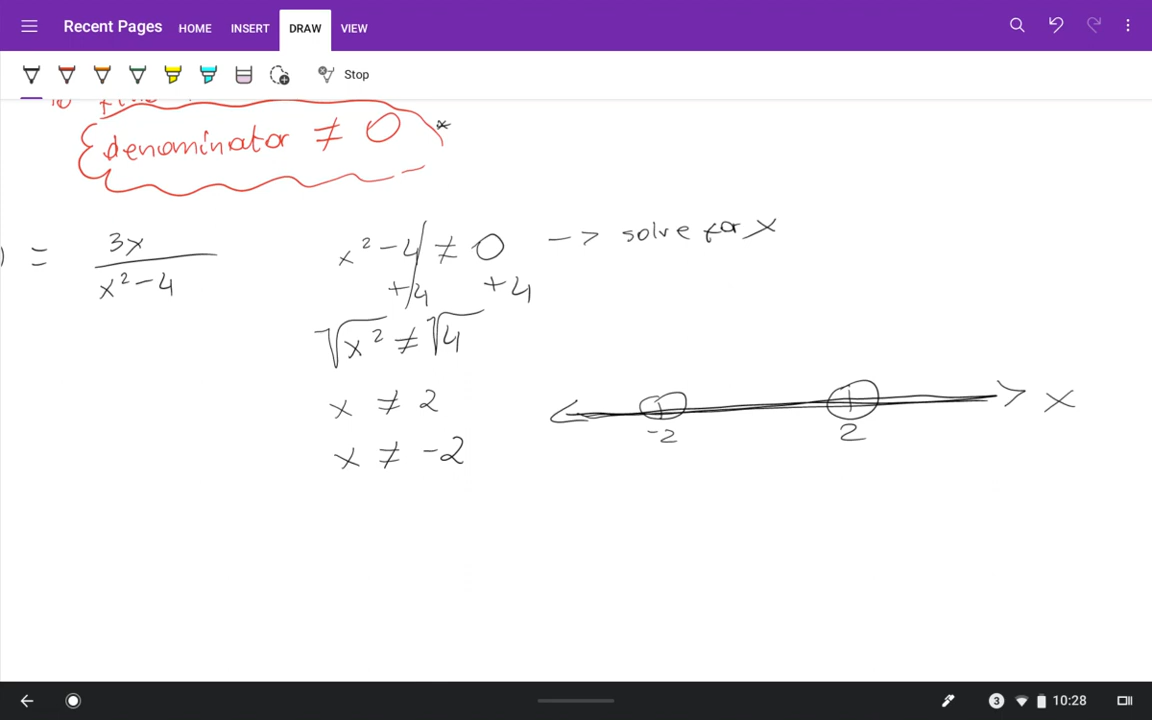 Recent Pages HOME INSERT DRAW VIEW
Stop
denominator ≠ 0 *
= 3x / x² - 4
x² - 4 ≠ 0 -> solve for x
+4 +4
√x² ≠ √4
x ≠ 2
x ≠ -2
-2 2 x
3 10:28